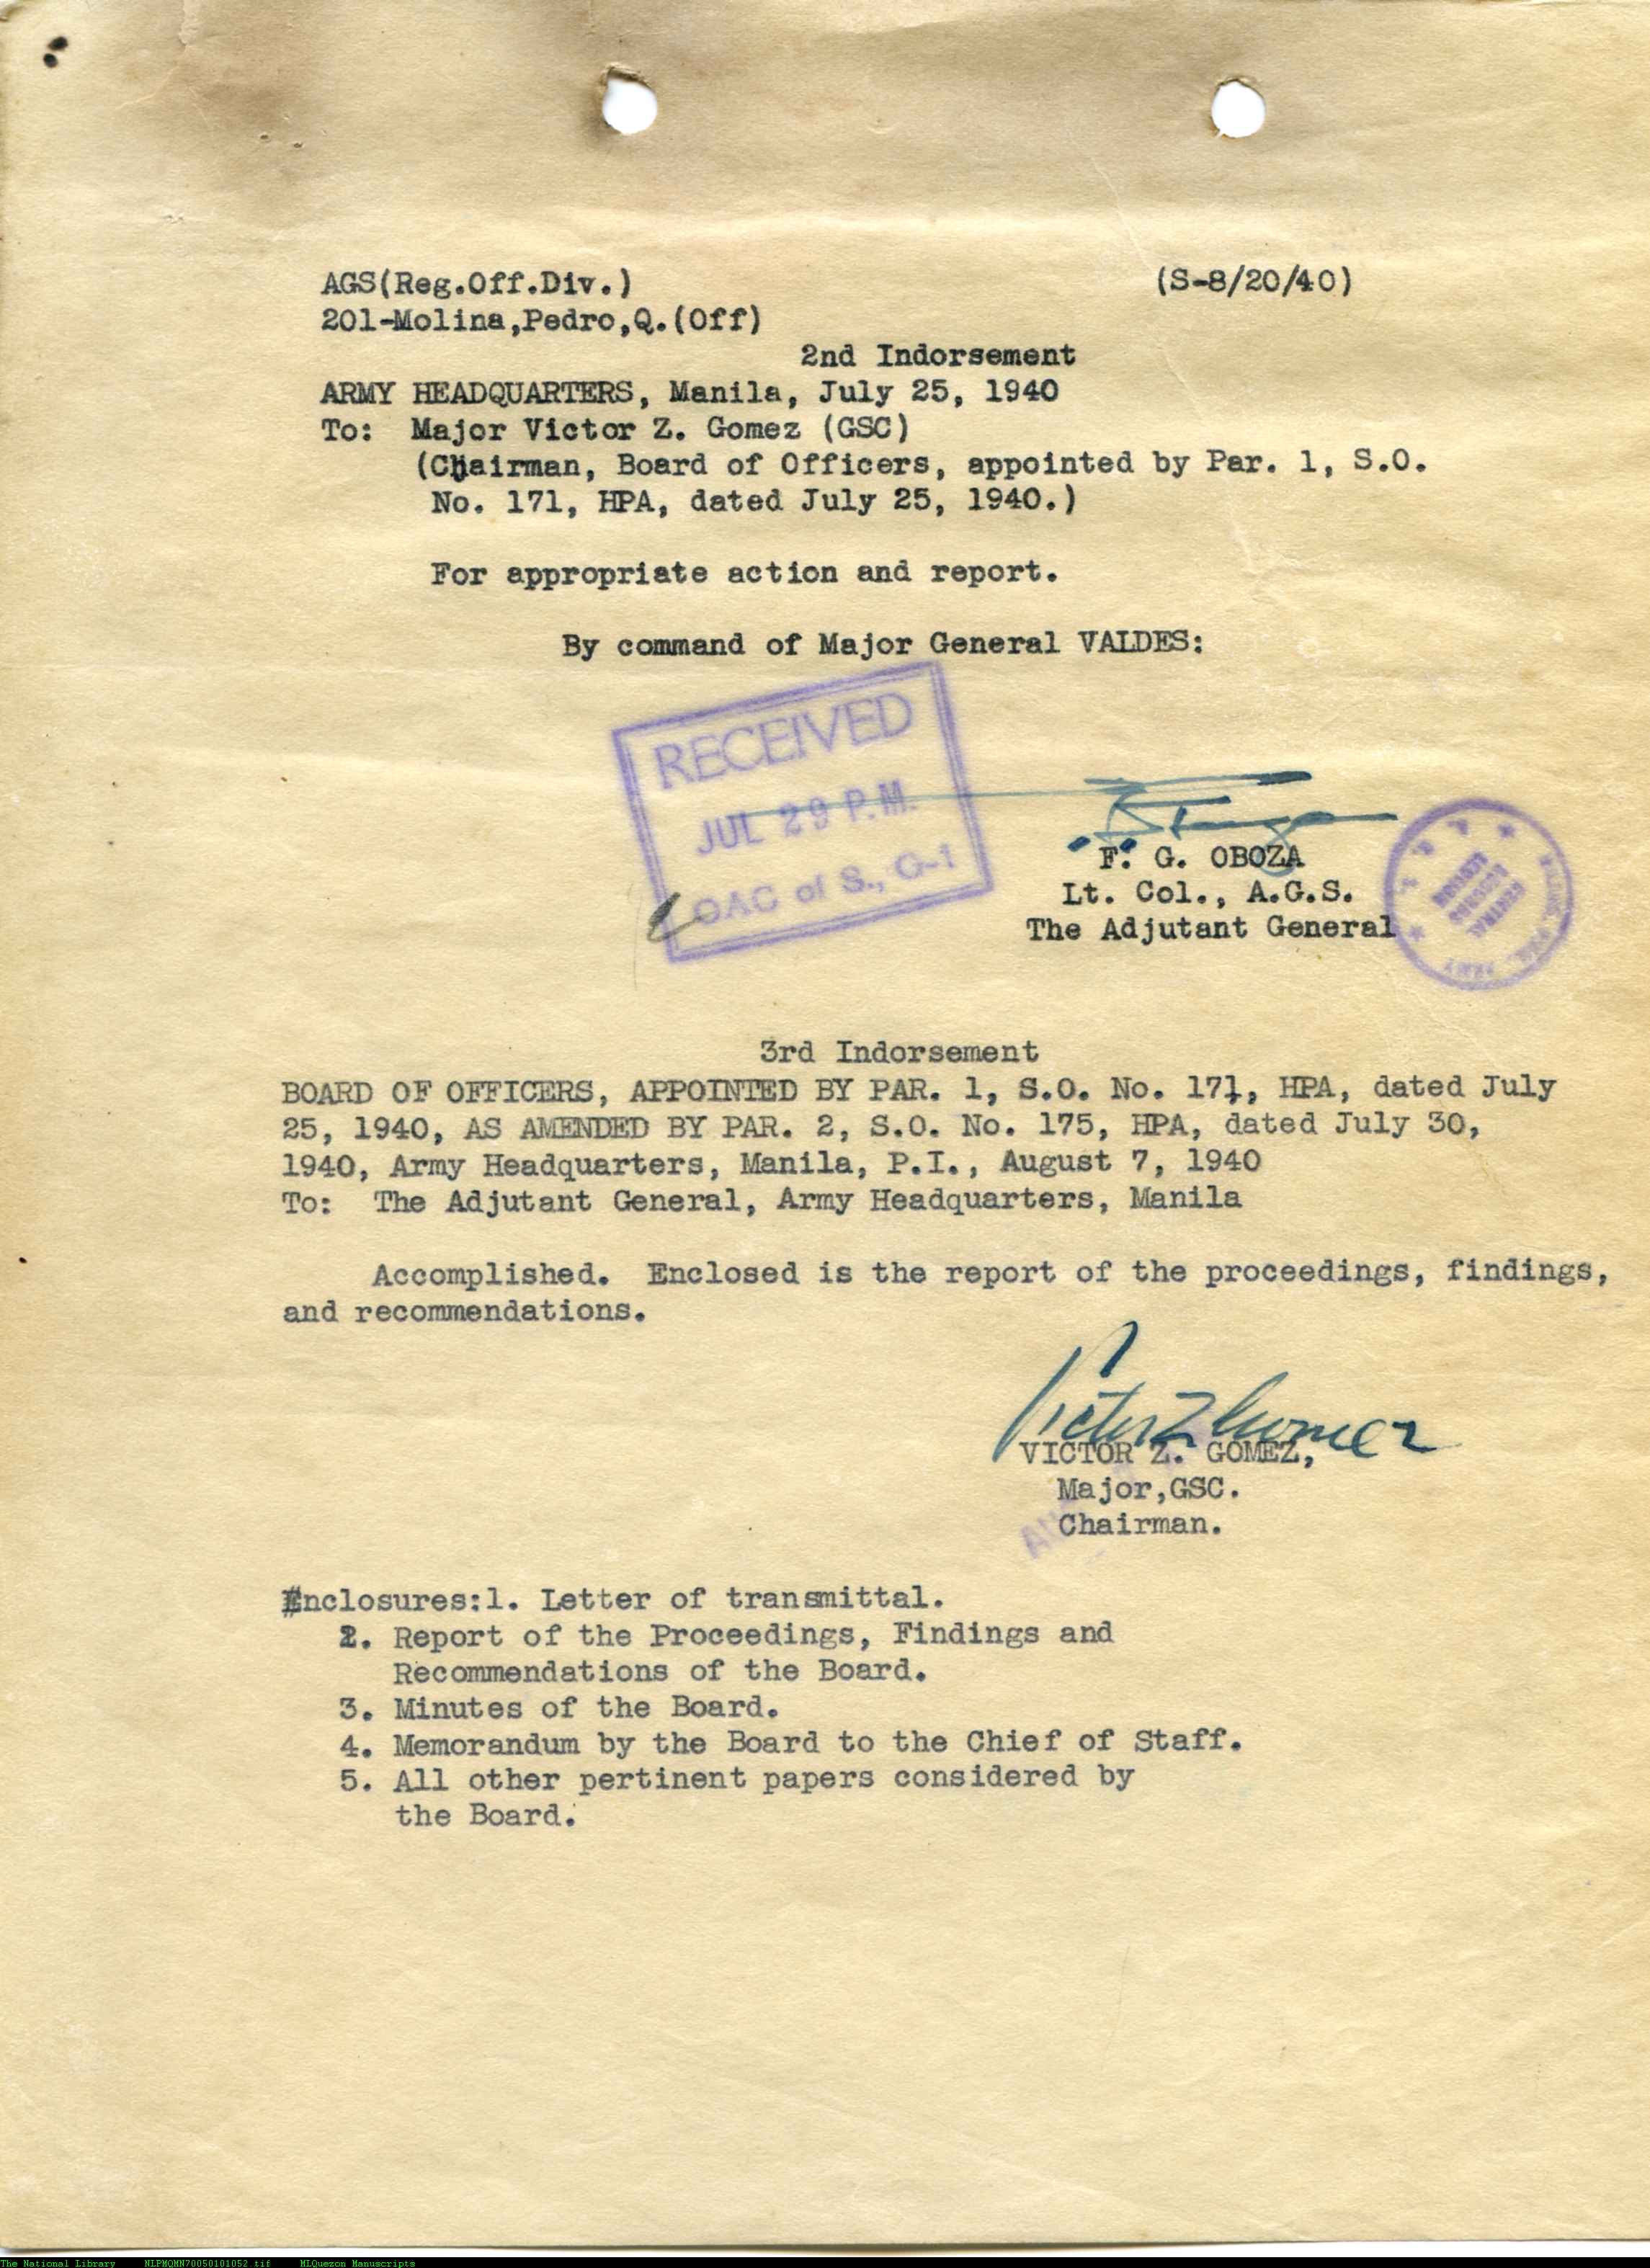 AGS(Reg.Off.Div.) (S-8/20/40)
201-Molina,Pedro,Q.(Off)
2nd Indorsement
ARMY HEADQUARTERS, Manila, July 25, 1940
To: Major Victor Z. Gomez (GSC)
(Chairman, Board of Officers, appointed by Par. 1, S.O.
No. 171, HPA, dated July 25, 1940.)
For appropriate action and report.
By command of Major General VALDES:
RECEIVED
JUL 29 P.M.
OAC of S., G-1
F. G. OBOZA
Lt. Col., A.G.S.
The Adjutant General
ARMY
3rd Indorsement
BOARD OF OFFICERS, APPOINTED BY PAR. 1, S.O. No. 171, HPA, dated July
25, 1940, AS AMENDED BY PAR. 2, S.O. No. 175, HPA, dated July 30,
1940, Army Headquarters, Manila, P.I., August 7, 1940
To: The Adjutant General, Army Headquarters, Manila
Accomplished. Enclosed is the report of the proceedings, findings,
and recommendations.
Victor Z Gomez
VICTOR Z. GOMEZ,
Major,GSC.
Chairman.
Enclosures:1. Letter of transmittal.
2. Report of the Proceedings, Findings and
Recommendations of the Board.
3. Minutes of the Board.
4. Memorandum by the Board to the Chief of Staff.
5. All other pertinent papers considered by
the Board.
The National Library NLPMQMN70050101052.tif MLQuezon Manuscripts